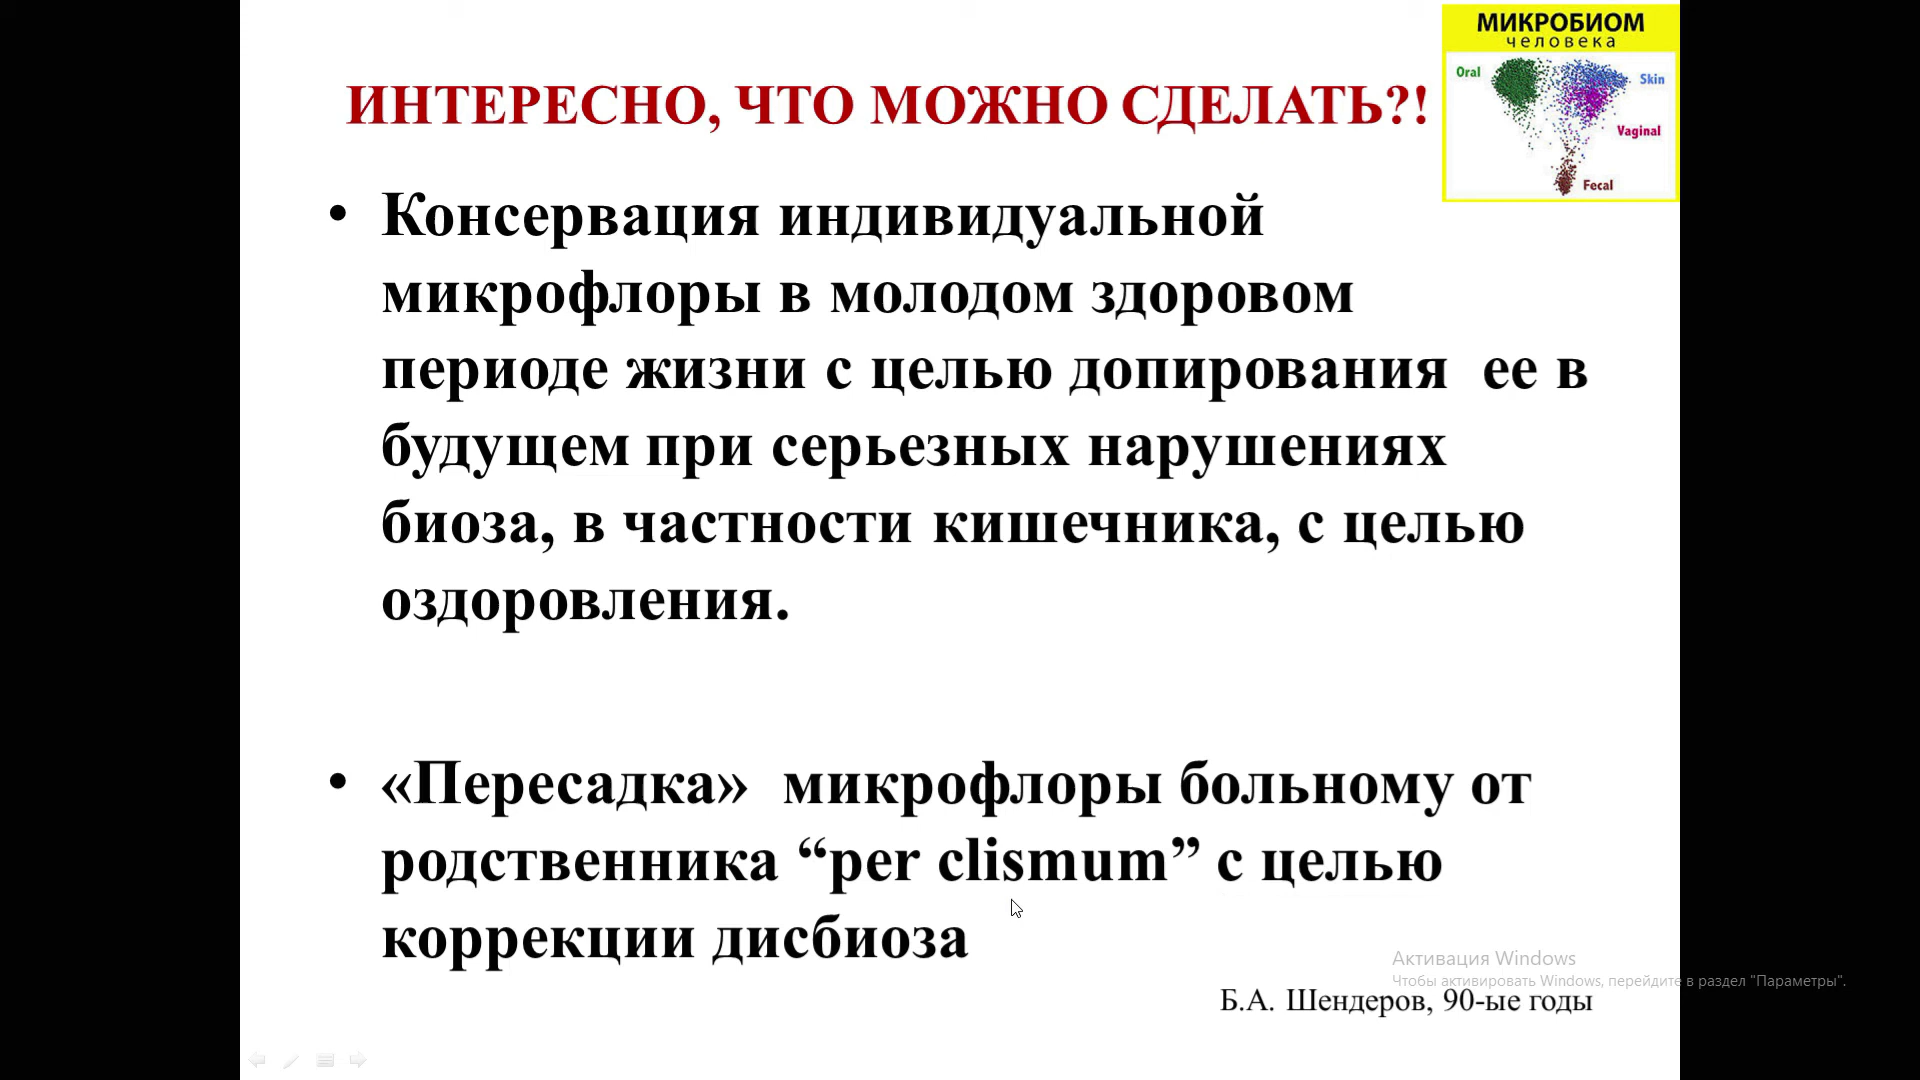 МИКРОБИОМ
человека
Oral
Skin
Vaginal
Fecal
ИНТЕРЕСНО, ЧТО МОЖНО СДЕЛАТЬ?!
• Консервация индивидуальной
микрофлоры в молодом здоровом
периоде жизни с целью допирования ее в
будущем при серьезных нарушениях
биоза, в частности кишечника, с целью
оздоровления.
• «Пересадка» микрофлоры больному от
родственника “per clismum” с целью
коррекции дисбиоза
Активация Windows
Чтобы активировать Windows, перейдите в раздел "Параметры".
Б.А. Шендеров, 90-ые годы